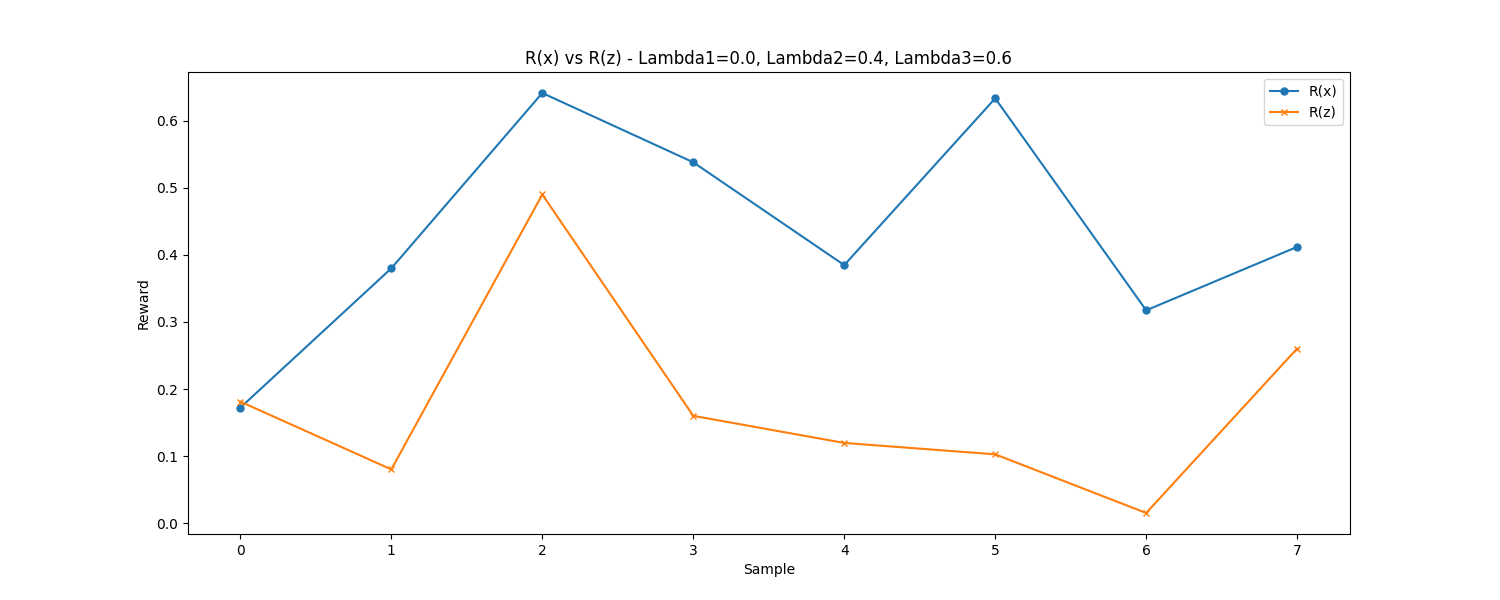 R(x) vs R(z) - Lambda1=0.0, Lambda2=0.4, Lambda3=0.6
R(x)
R(z)
Reward
0.6
0.5
0.4
0.3
0.2
0.1
0.0
0 1 2 3 4 5 6 7
Sample